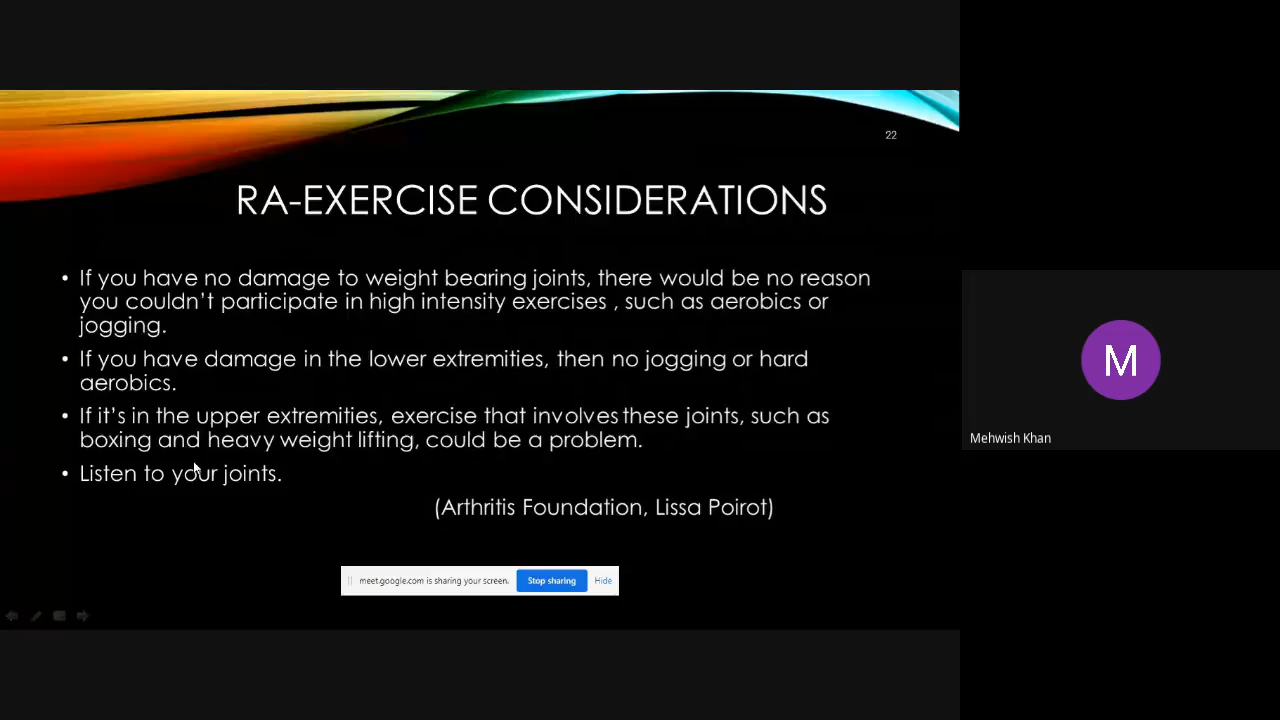 22
RA-EXERCISE CONSIDERATIONS
• If you have no damage to weight bearing joints, there would be no reason
you couldn't participate in high intensity exercises , such as aerobics or
jogging.
• If you have damage in the lower extremities, then no jogging or hard
aerobics.
• If it's in the upper extremities, exercise that involves these joints, such as
boxing and heavy weight lifting, could be a problem.
• Listen to your joints.
(Arthritis Foundation, Lissa Poirot)
meet.google.com is sharing your screen. Stop sharing Hide
M
Mehwish Khan